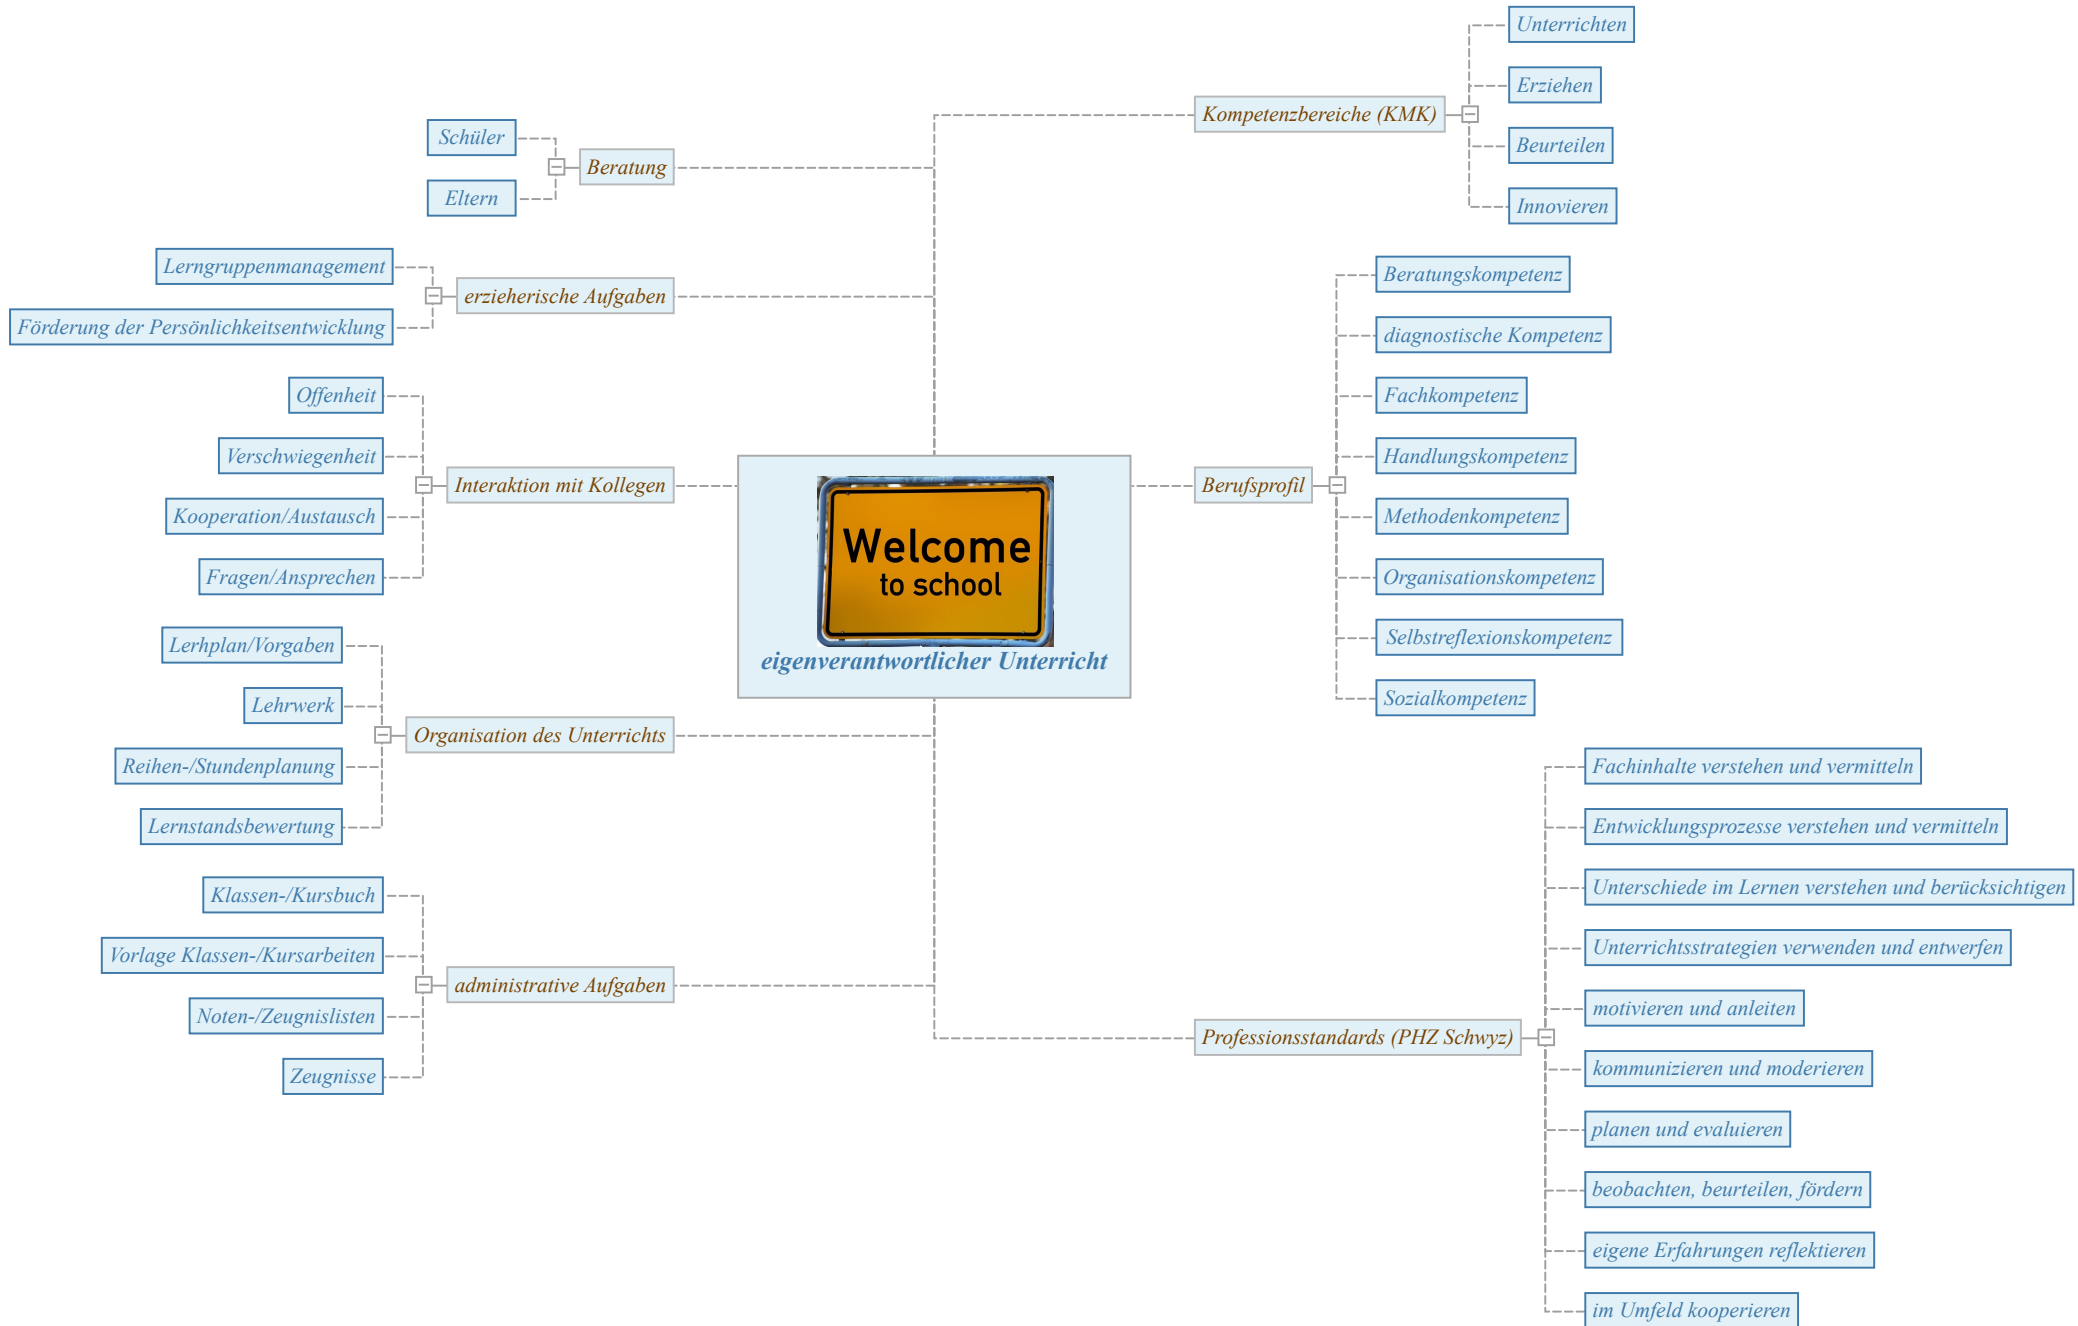 Welcome
to school
eigenverantwortlicher Unterricht
Beratung
Schüler
Eltern
erzieherische Aufgaben
Lerngruppenmanagement
Förderung der Persönlichkeitsentwicklung
Interaktion mit Kollegen
Offenheit
Verschwiegenheit
Kooperation/Austausch
Fragen/Ansprechen
Organisation des Unterrichts
Lerhplan/Vorgaben
Lehrwerk
Reihen-/Stundenplanung
Lernstandsbewertung
administrative Aufgaben
Klassen-/Kursbuch
Vorlage Klassen-/Kursarbeiten
Noten-/Zeugnislisten
Zeugnisse
Kompetenzbereiche (KMK)
Unterrichten
Erziehen
Beurteilen
Innovieren
Berufsprofil
Beratungskompetenz
diagnostische Kompetenz
Fachkompetenz
Handlungskompetenz
Methodenkompetenz
Organisationskompetenz
Selbstreflexionskompetenz
Sozialkompetenz
Professionsstandards (PHZ Schwyz)
Fachinhalte verstehen und vermitteln
Entwicklungsprozesse verstehen und vermitteln
Unterschiede im Lernen verstehen und berücksichtigen
Unterrichtsstrategien verwenden und entwerfen
motivieren und anleiten
kommunizieren und moderieren
planen und evaluieren
beobachten, beurteilen, fördern
eigene Erfahrungen reflektieren
im Umfeld kooperieren